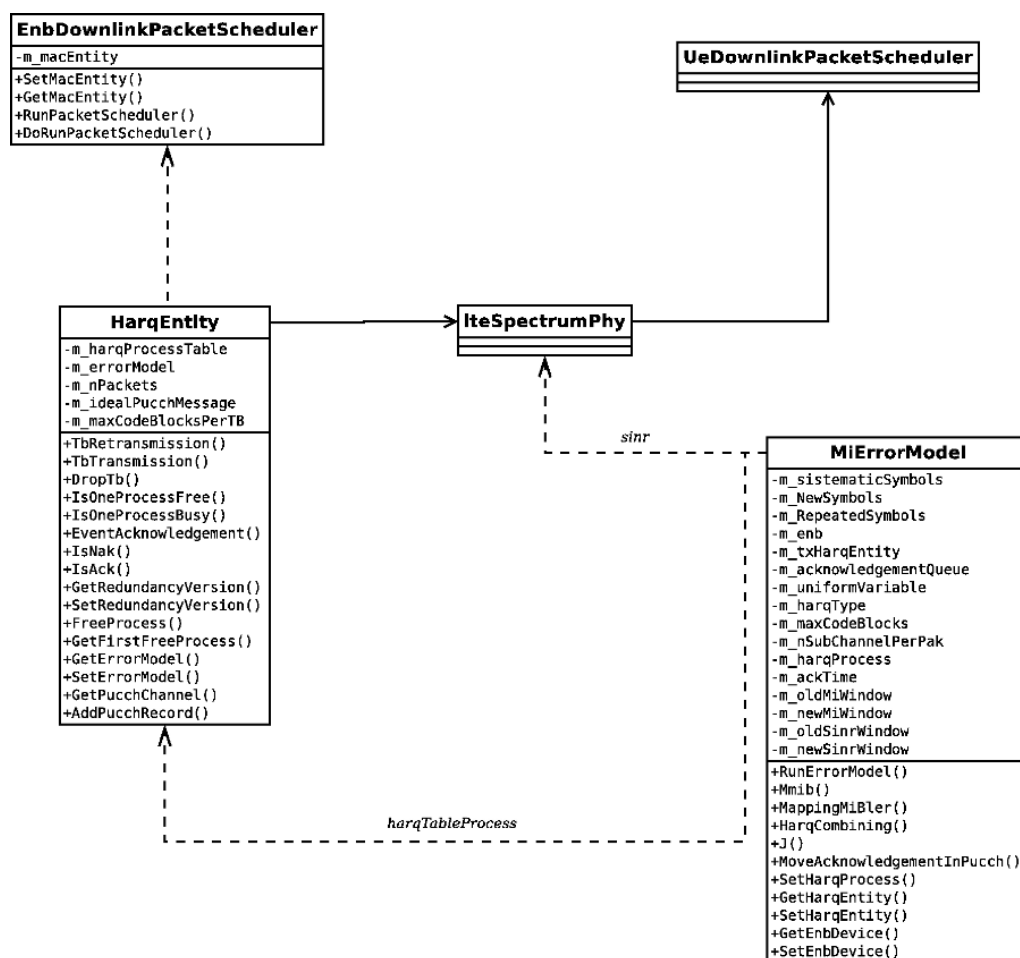 EnbDownlinkPacketScheduler
-m_macEntity
+SetMacEntity()
+GetMacEntity()
+RunPacketScheduler()
+DoRunPacketScheduler()
UeDownlinkPacketScheduler
HarqEntity
-m_harqProcessTable
-m_errorModel
-m_nPackets
-m_idealPucchMessage
-m_maxCodeBlocksPerTB
+TbRetransmission()
+TbTransmission()
+DropTb()
+IsOneProcessFree()
+IsOneProcessBusy()
+EventAcknowledgement()
+IsNak()
+IsAck()
+GetRedundancyVersion()
+SetRedundancyVersion()
+FreeProcess()
+GetFirstFreeProcess()
+GetErrorModel()
+SetErrorModel()
+GetPucchChannel()
+AddPucchRecord()
lteSpectrumPhy
sinr
harqTableProcess
MiErrorModel
-m_sistematicSymbols
-m_NewSymbols
-m_RepeatedSymbols
-m_enb
-m_txHarqEntity
-m_acknowledgementQueue
-m_uniformVariable
-m_harqType
-m_maxCodeBlocks
-m_nSubChannelPerPak
-m_harqProcess
-m_ackTime
-m_oldMiWindow
-m_newMiWindow
-m_oldSinrWindow
-m_newSinrWindow
+RunErrorModel()
+Mmib()
+MappingMiBler()
+HarqCombining()
+J()
+MoveAcknowledgementInPucch()
+SetHarqProcess()
+GetHarqEntity()
+SetHarqEntity()
+GetEnbDevice()
+SetEnbDevice()